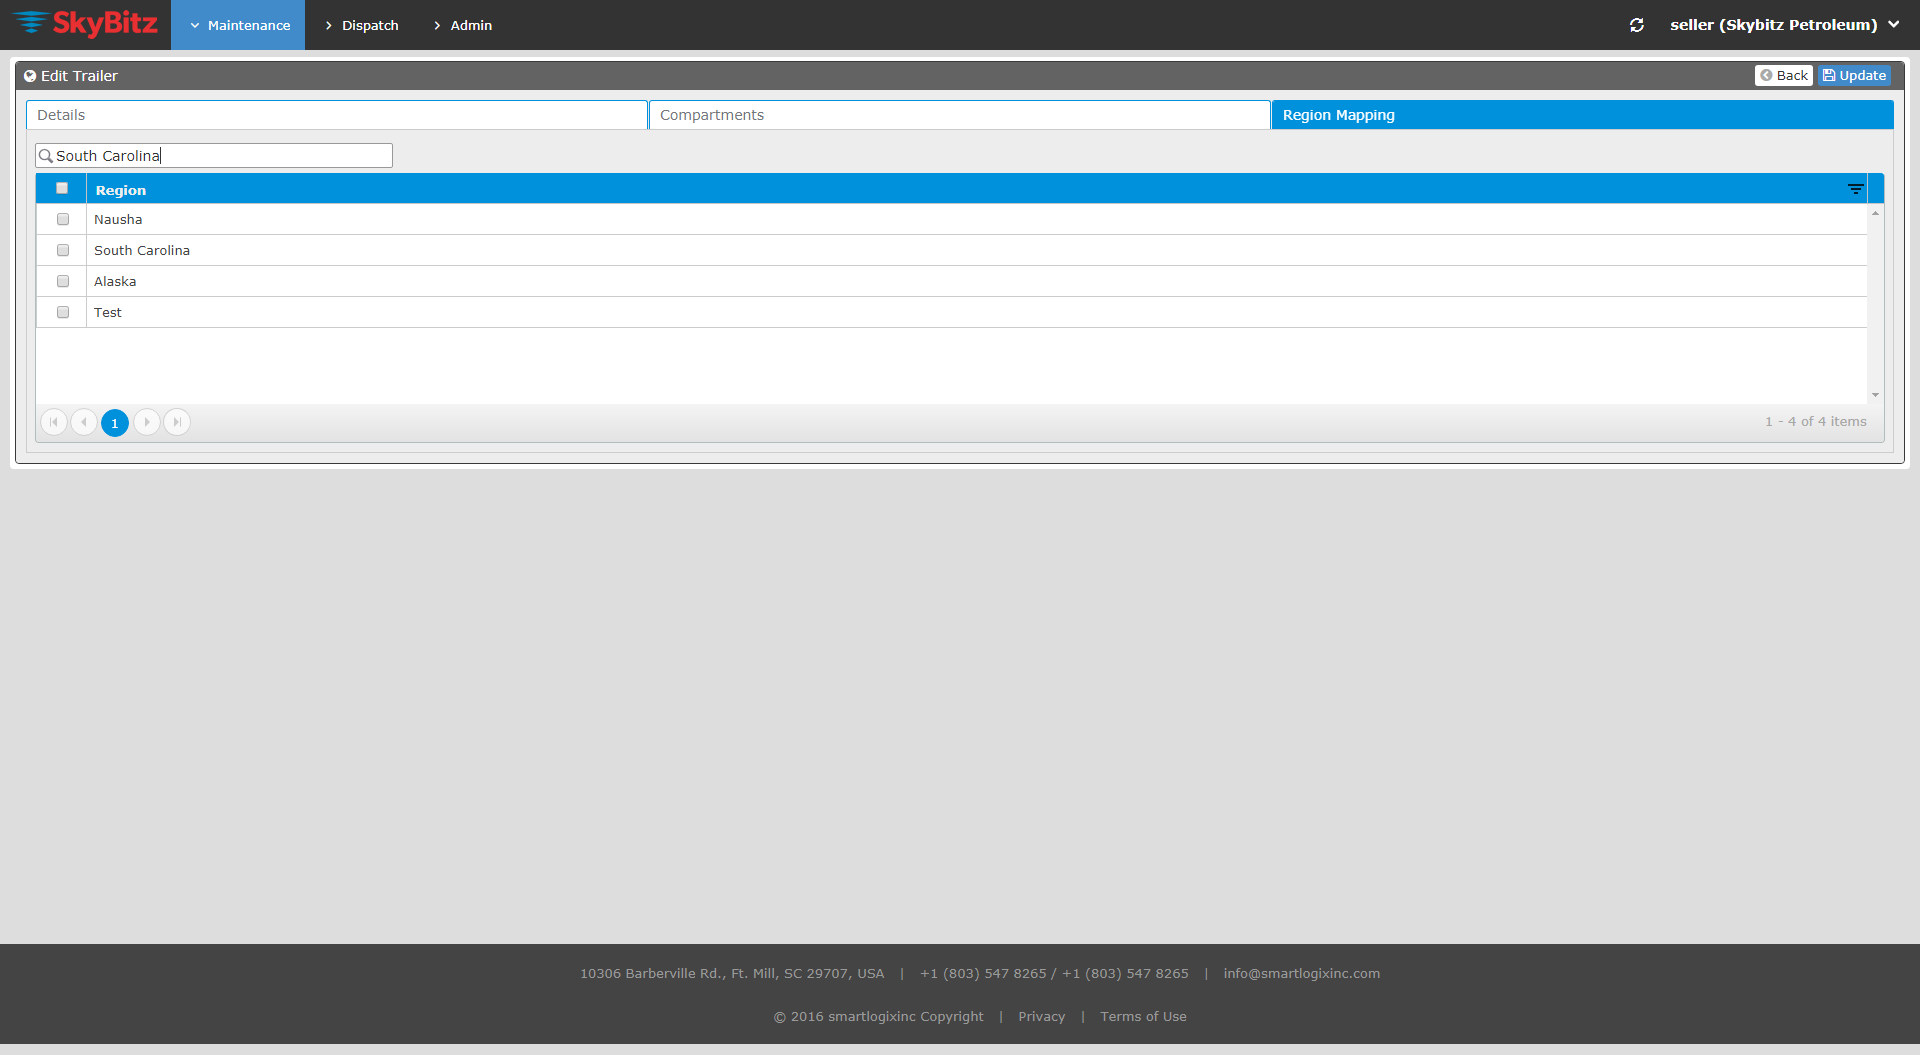 SkyBitz Maintenance Dispatch Admin seller (Skybitz Petroleum)
Edit Trailer Back Update
Details Compartments Region Mapping
South Carolina
Region
Nausha
South Carolina
Alaska
Test
1 1 - 4 of 4 items
10306 Barberville Rd., Ft. Mill, SC 29707, USA | +1 (803) 547 8265 / +1 (803) 547 8265 | info@smartlogixinc.com
© 2016 smartlogixinc Copyright | Privacy | Terms of Use